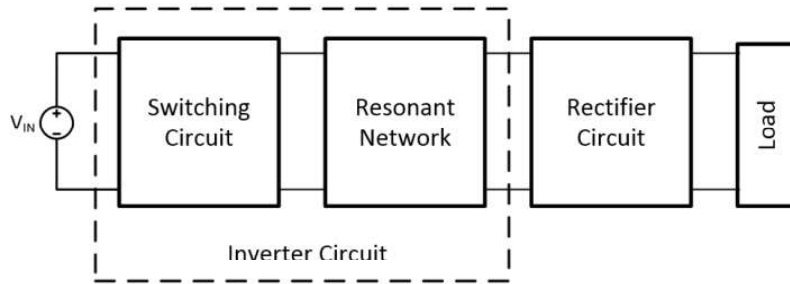 Switching
Circuit
Resonant
Network
Rectifier
Circuit
Load
VIN
+
−
Inverter Circuit